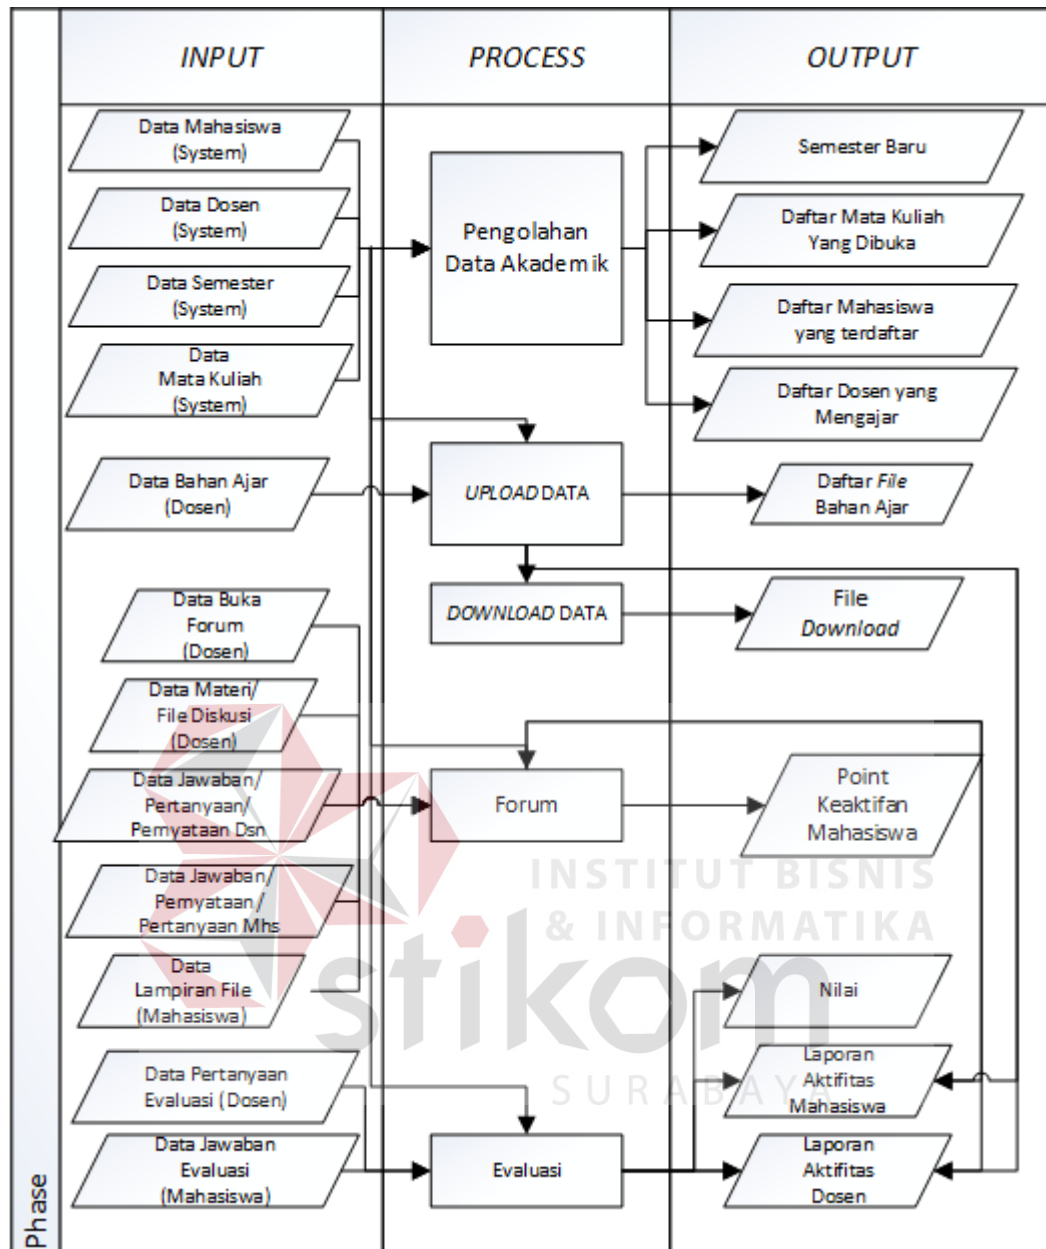 INPUT
PROCESS
OUTPUT
Data Mahasiswa
(System)
Data Dosen
(System)
Data Semester
(System)
Data
Mata Kuliah
(System)
Data Bahan Ajar
(Dosen)
Data Buka
Forum
(Dosen)
Data Materi/
File Diskusi
(Dosen)
Data Jawaban/
Pertanyaan/
Pernyataan Dsn
Data Jawaban/
Pernyataan/
Pertanyaan Mhs
Data
Lampiran File
(Mahasiswa)
Data Pertanyaan
Evaluasi (Dosen)
Data Jawaban
Evaluasi
(Mahasiswa)
Pengolahan
Data Akademik
UPLOAD DATA
DOWNLOAD DATA
Forum
Evaluasi
Semester Baru
Daftar Mata Kuliah
Yang Dibuka
Daftar Mahasiswa
yang terdaftar
Daftar Dosen yang
Mengajar
Daftar File
Bahan Ajar
File
Download
Point
Keaktifan
Mahasiswa
Nilai
Laporan
Aktifitas
Mahasiswa
Laporan
Aktifitas
Dosen
Phase
INSTITUT BISNIS
& INFORMATIKA
stikom
SURABAYA